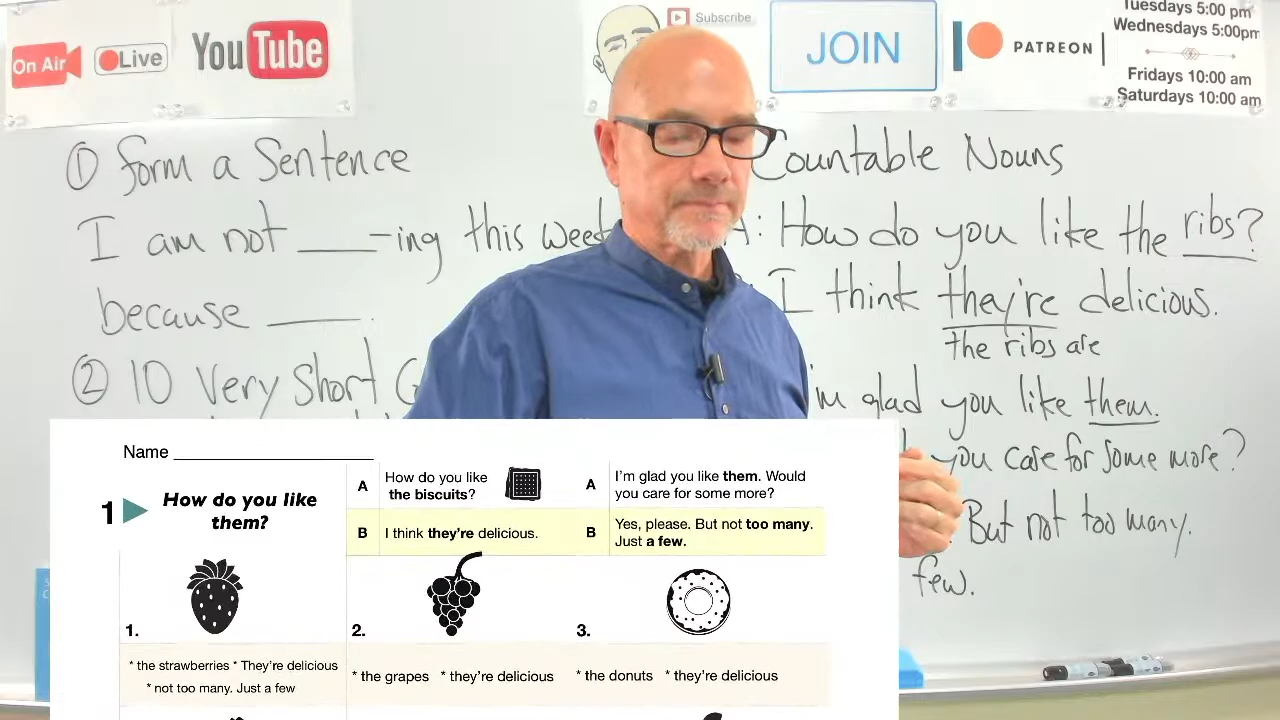 On Air
Live
YouTube
Subscribe
JOIN
PATREON
Tuesdays 5:00 pm
Wednesdays 5:00pm
Fridays 10:00 am
Saturdays 10:00 am
① Form a Sentence
I am not ___-ing this week
because ___.
② 10 Very Short
Countable Nouns
A: How do you like the ribs?
I think they're delicious.
the ribs are
glad you like them.
you care for some more?
But not too many.
few.
Name
1 How do you like
them?
A How do you like
the biscuits?
B I think they're delicious.
A I'm glad you like them. Would
you care for some more?
B Yes, please. But not too many.
Just a few.
1.
* the strawberries * They're delicious
* not too many. Just a few
2.
* the grapes * they're delicious
3.
* the donuts * they're delicious